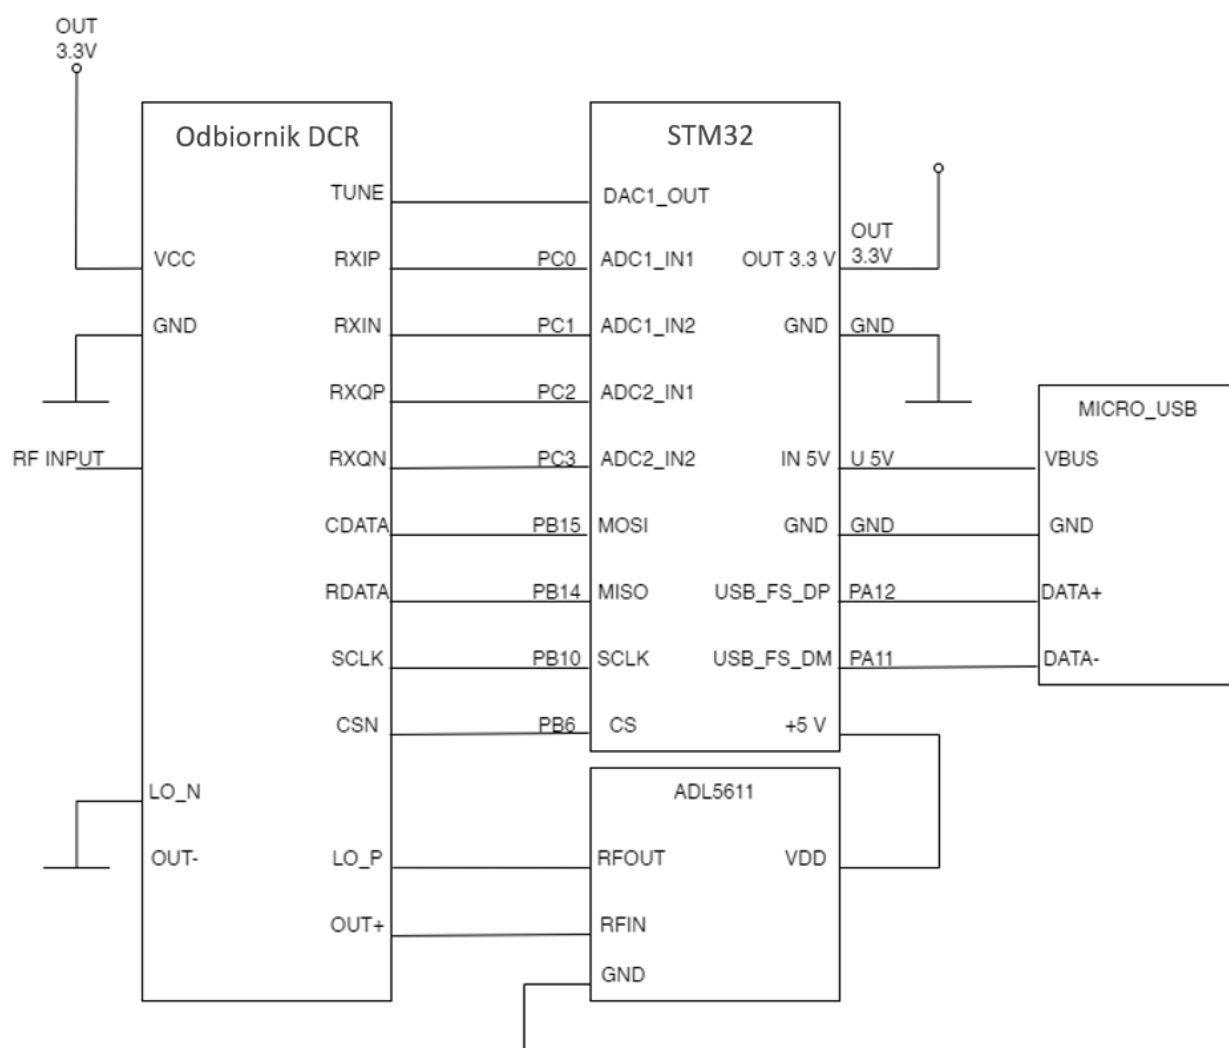 OUT
3.3V
Odbiornik DCR
TUNE
VCC
RXIP
GND
RXIN
RXQP
RF INPUT
RXQN
CDATA
RDATA
SCLK
CSN
LO_N
OUT-
LO_P
OUT+
PC0
PC1
PC2
PC3
PB15
PB14
PB10
PB6
STM32
DAC1_OUT
ADC1_IN1
OUT 3.3 V
ADC1_IN2
GND
ADC2_IN1
ADC2_IN2
IN 5V
MOSI
GND
MISO
USB_FS_DP
SCLK
USB_FS_DM
CS
+5 V
OUT
3.3V
GND
U 5V
GND
PA12
PA11
MICRO_USB
VBUS
GND
DATA+
DATA-
ADL5611
RFOUT
VDD
RFIN
GND